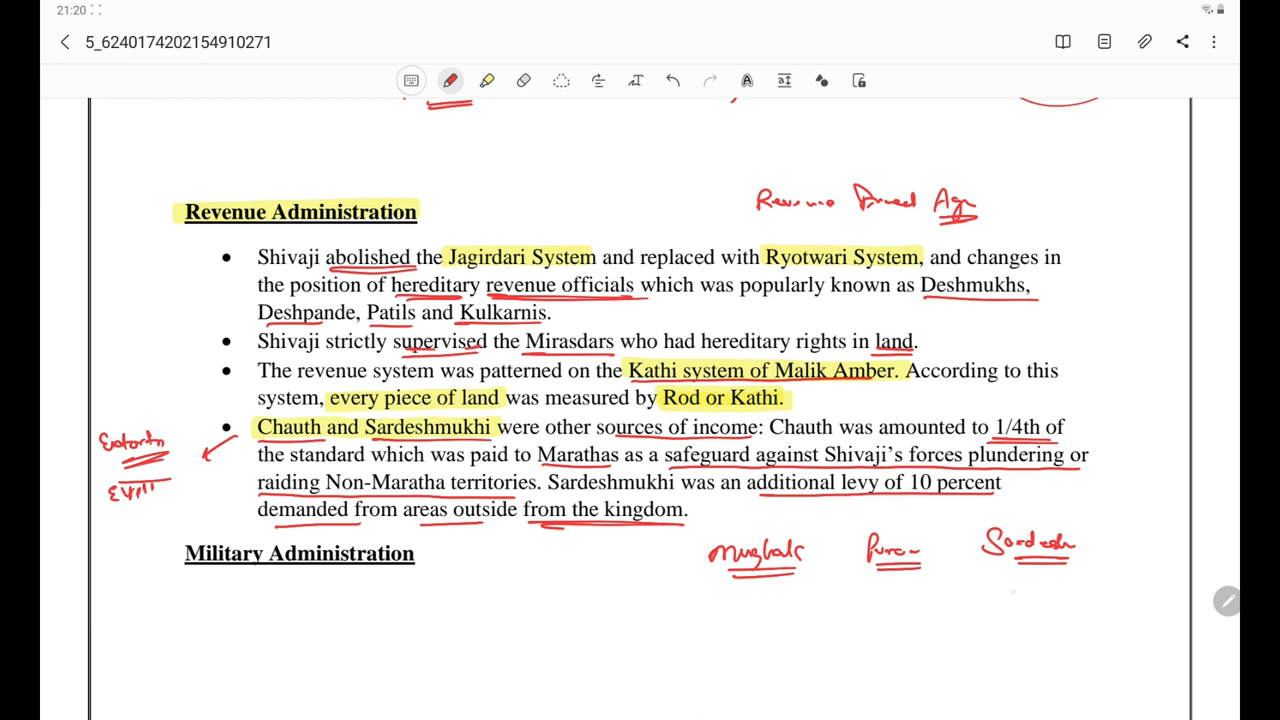 21:20
5_6240174202154910271
Revenue Administration
Revenue
• Shivaji abolished the Jagirdari System and replaced with Ryotwari System, and changes in
the position of hereditary revenue officials which was popularly known as Deshmukhs,
Deshpande, Patils and Kulkarnis.
• Shivaji strictly supervised the Mirasdars who had hereditary rights in land.
• The revenue system was patterned on the Kathi system of Malik Amber. According to this
system, every piece of land was measured by Rod or Kathi.
• Chauth and Sardeshmukhi were other sources of income: Chauth was amounted to 1/4th of
the standard which was paid to Marathas as a safeguard against Shivaji's forces plundering or
raiding Non-Maratha territories. Sardeshmukhi was an additional levy of 10 percent
demanded from areas outside from the kingdom.
Military Administration
Mughals